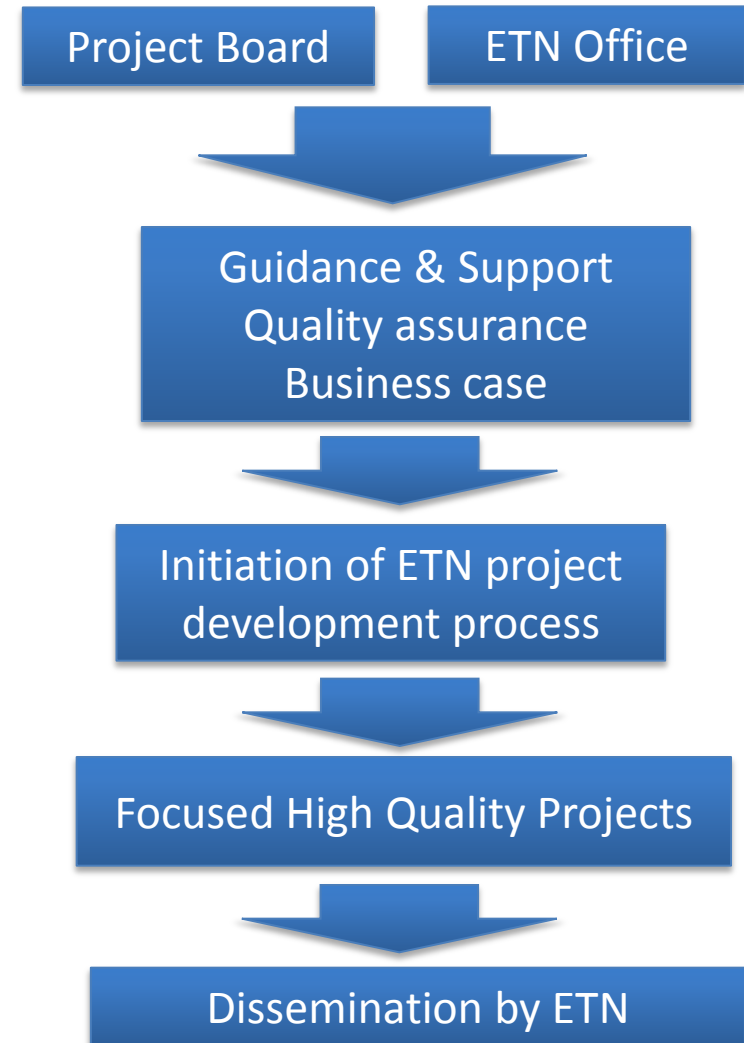 Project Board
ETN Office
Guidance & Support
Quality assurance
Business case
Initiation of ETN project
development process
Focused High Quality Projects
Dissemination by ETN